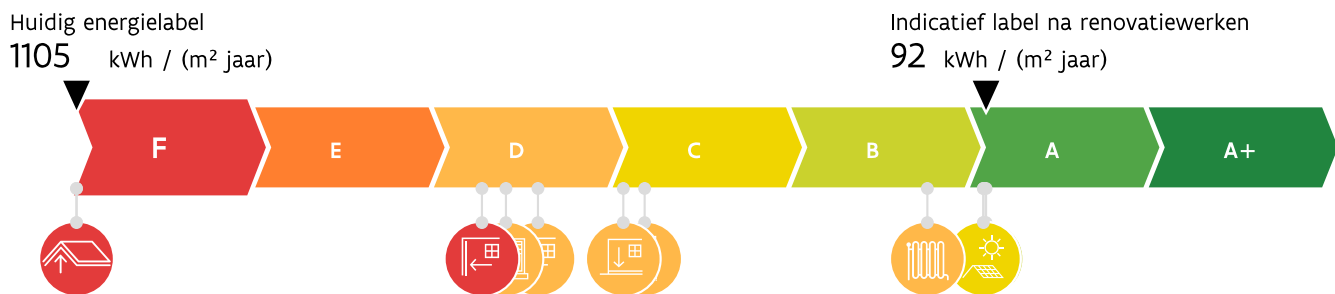 Huidig energielabel
1105 kWh / (m² jaar)
Indicatief label na renovatiewerken
92 kWh / (m² jaar)
F E D C B A A+